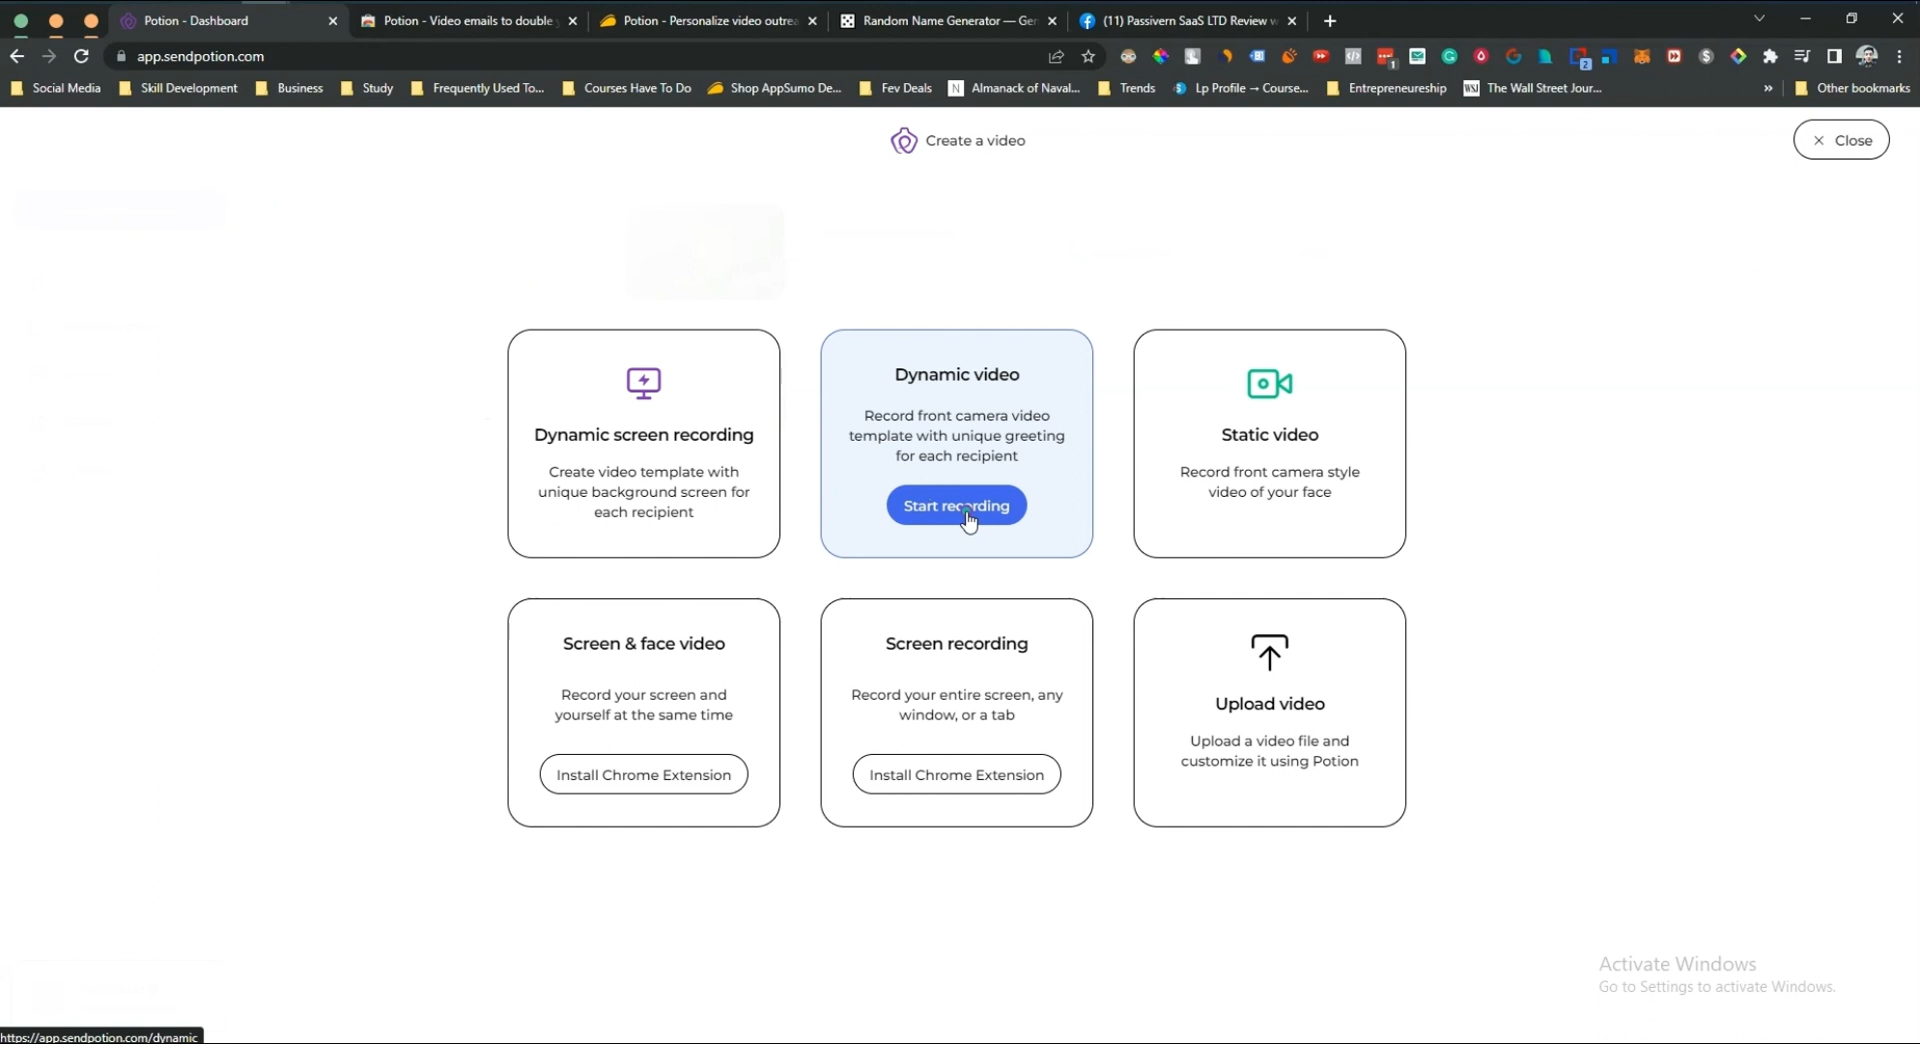 Potion - Dashboard
Potion - Video emails to double
Potion - Personalize video outrea
Random Name Generator — Ge
(11) Passivern SaaS LTD Review w
app.sendpotion.com
1
2
Social Media
Skill Development
Business
Study
Frequently Used To...
Courses Have To Do
Shop AppSumo De...
Fev Deals
Almanack of Naval...
Trends
Lp Profile → Course...
Entrepreneureship
WSJ
The Wall Street Jour...
»
Other bookmarks
Create a video
Close
Dynamic screen recording
Create video template with
unique background screen for
each recipient
Dynamic video
Record front camera video
template with unique greeting
for each recipient
Start recording
Static video
Record front camera style
video of your face
Screen & face video
Record your screen and
yourself at the same time
Install Chrome Extension
Screen recording
Record your entire screen, any
window, or a tab
Install Chrome Extension
Upload video
Upload a video file and
customize it using Potion
Activate Windows
Go to Settings to activate Windows.
https://app.sendpotion.com/dynamic